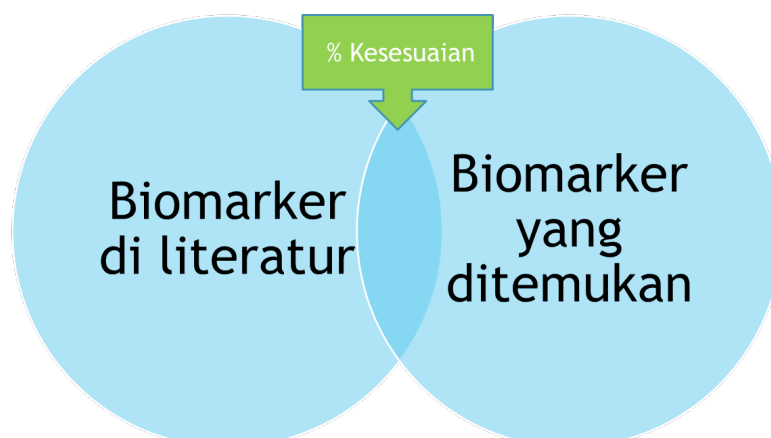 % Kesesuaian
Biomarker
di literatur
Biomarker
yang
ditemukan